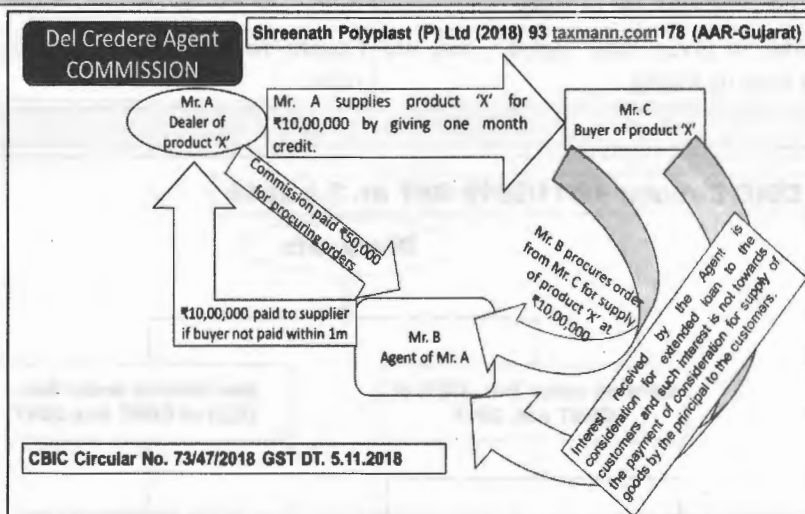 Del Credere Agent
COMMISSION
Shreenath Polyplast (P) Ltd (2018) 93 taxmann.com178 (AAR-Gujarat)
Mr. A
Dealer of
product 'X'
Mr. A supplies product 'X' for
₹10,00,000 by giving one month
credit.
Mr. C
Buyer of product 'X'
Commission paid ₹50,000
for procuring orders
₹10,00,000 paid to supplier
if buyer not paid within 1m
Mr. B
Agent of Mr. A
Mr. B procures order
from Mr. C for supply
of product 'X' at
₹10,00,000
Interest received by the Agent is
consideration for extended loan to the
customers and such interest is not towards
the payment of consideration for supply of
goods by the principal to the customers.
CBIC Circular No. 73/47/2018 GST DT. 5.11.2018